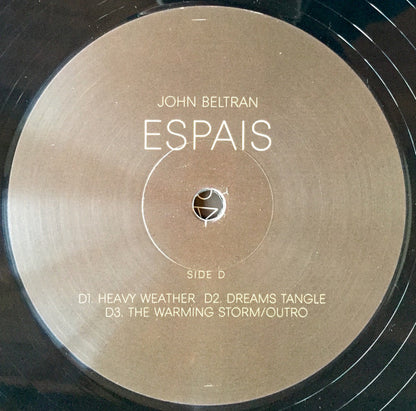 JOHN BELTRAN
ESPAIS
SIDE D
D1. HEAVY WEATHER D2. DREAMS TANGLE
D3. THE WARMING STORM/OUTRO